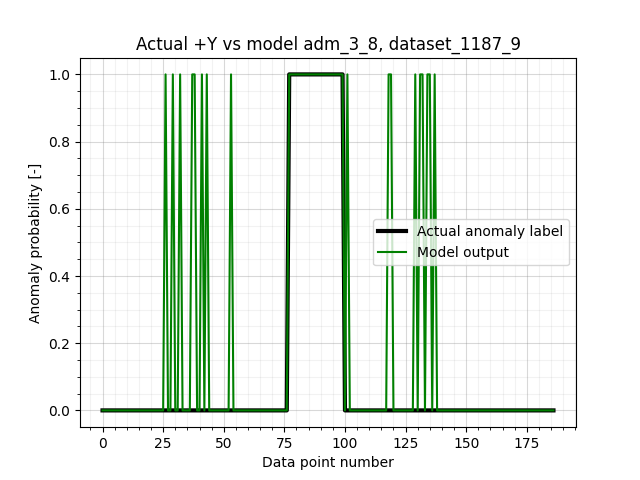 Actual +Y vs model adm_3_8, dataset_1187_9
1.0
0.8
0.6
0.4
0.2
0.0
Anomaly probability [-]
Actual anomaly label
Model output
0 25 50 75 100 125 150 175
Data point number